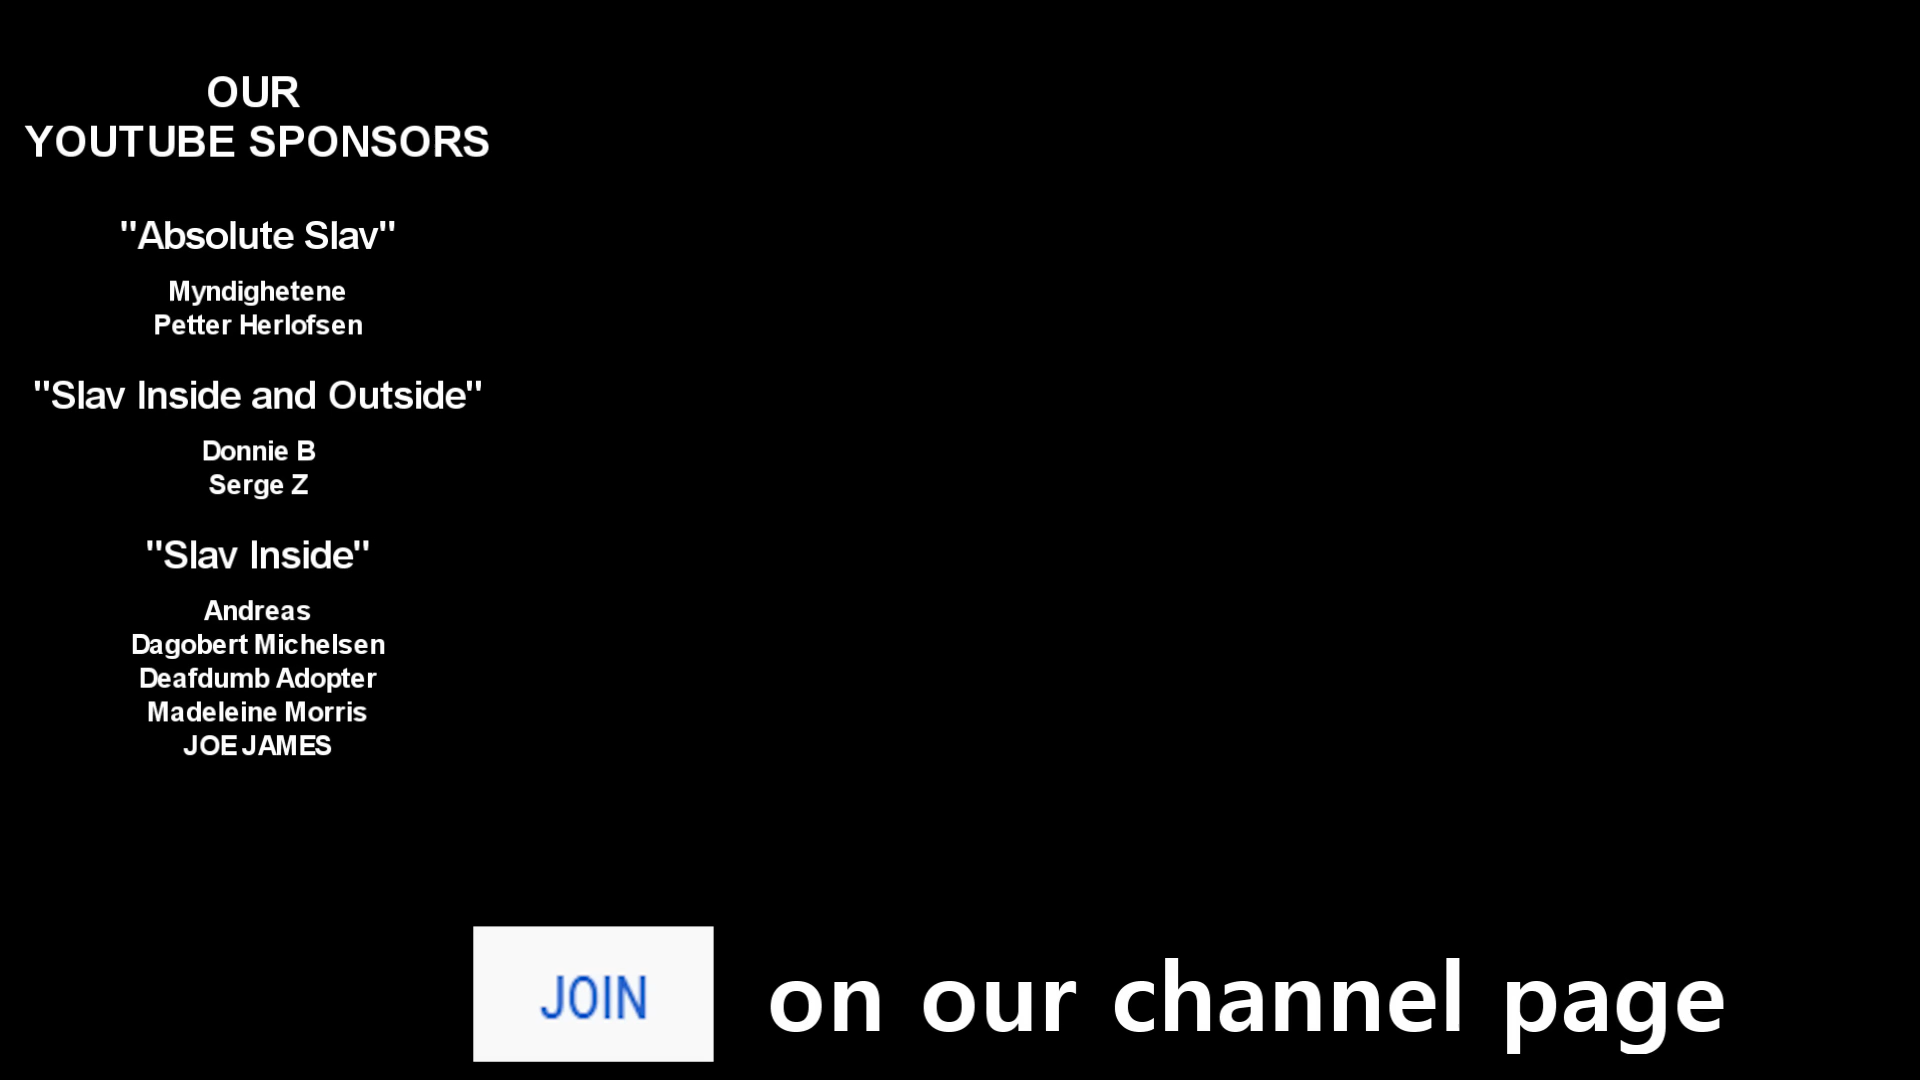 OUR
YOUTUBE SPONSORS
"Absolute Slav"
Myndighetene
Petter Herlofsen
"Slav Inside and Outside"
Donnie B
Serge Z
"Slav Inside"
Andreas
Dagobert Michelsen
Deafdumb Adopter
Madeleine Morris
JOE JAMES
JOIN on our channel page